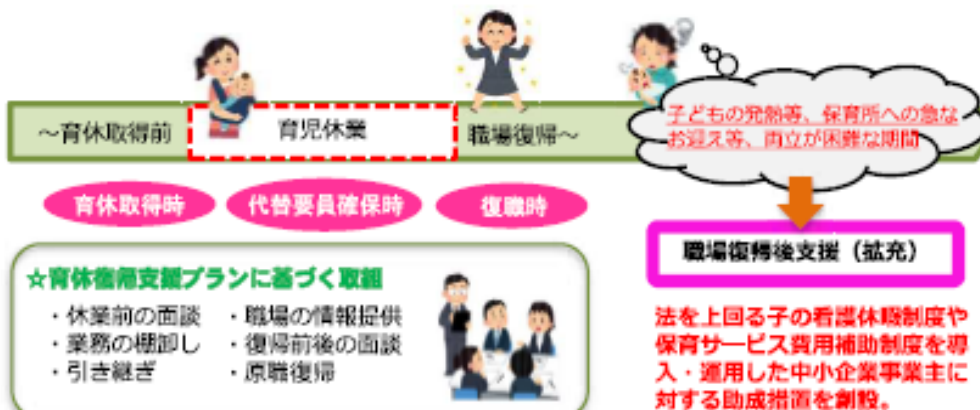 ～育休取得前
育児休業
職場復帰～
子どもの発熱等、保育所への急な
お迎え等、両立が困難な期間
育休取得時
代替要員確保時
復職時
職場復帰後支援（拡充）
☆育休復帰支援プランに基づく取組
・休業前の面談
・職場の情報提供
・業務の棚卸し
・復帰前後の面談
・引き継ぎ
・原職復帰
法を上回る子の看護休暇制度や
保育サービス費用補助制度を導
入・運用した中小企業事業主に
対する助成措置を創設。